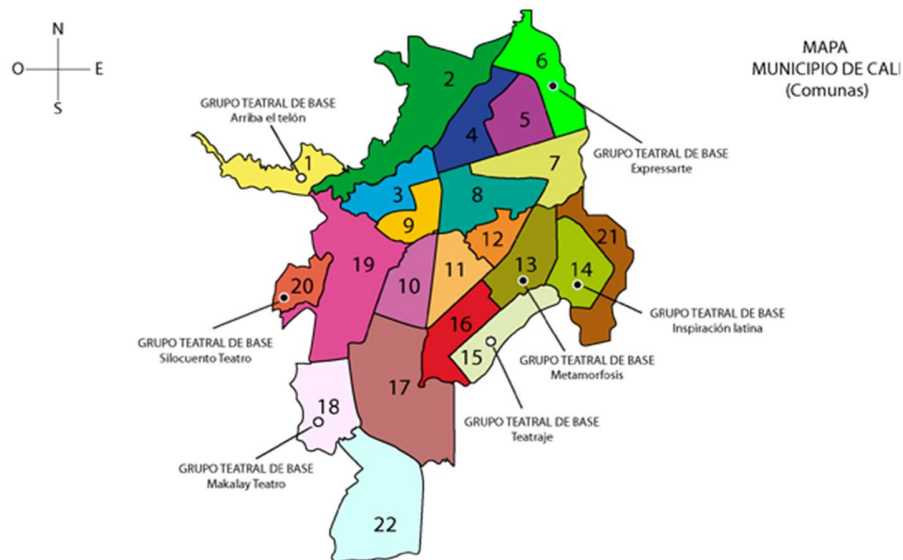 N
O
E
S
MAPA
MUNICIPIO DE CALI
(Comunas)
GRUPO TEATRAL DE BASE
Arriba el telón
GRUPO TEATRAL DE BASE
Expressarte
GRUPO TEATRAL DE BASE
Silocuento Teatro
GRUPO TEATRAL DE BASE
Inspiración latina
GRUPO TEATRAL DE BASE
Metamorfosis
GRUPO TEATRAL DE BASE
Teatraje
GRUPO TEATRAL DE BASE
Makalay Teatro
1
2
3
4
5
6
7
8
9
10
11
12
13
14
15
16
17
18
19
20
21
22